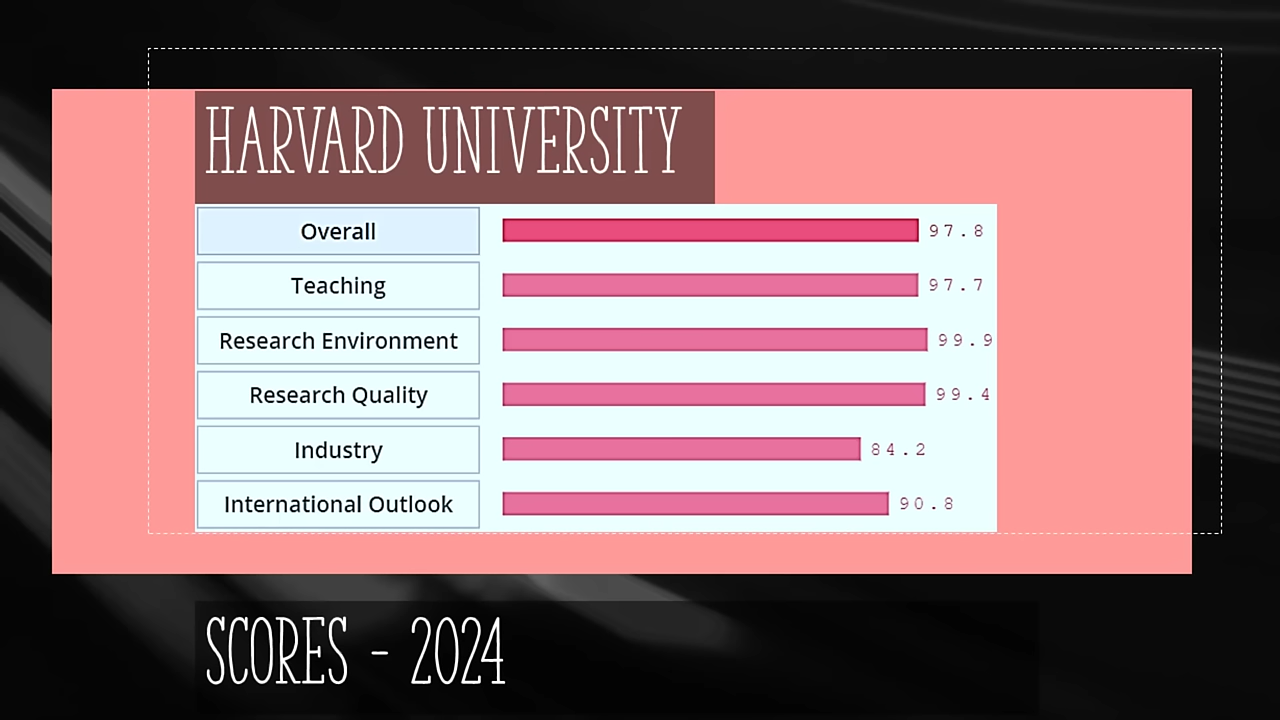 HARVARD UNIVERSITY
Overall 97.8
Teaching 97.7
Research Environment 99.9
Research Quality 99.4
Industry 84.2
International Outlook 90.8
SCORES - 2024